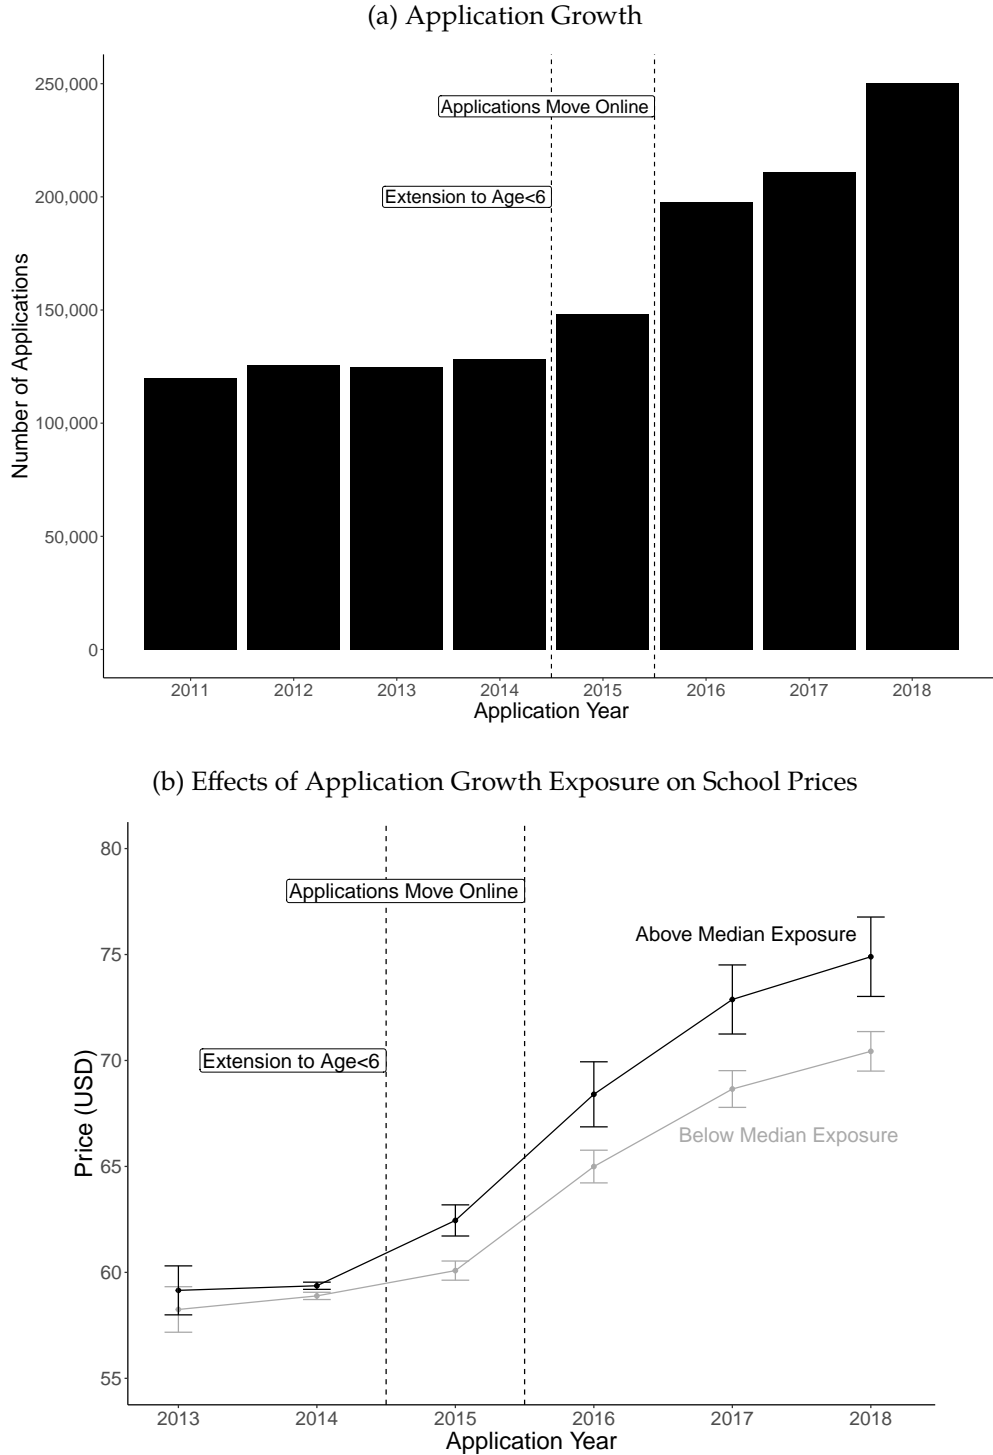 (a) Application Growth
250,000
Applications Move Online
200,000
Extension to Age<6
Number of Applications
150,000
100,000
50,000
0
2011 2012 2013 2014 2015 2016 2017 2018
Application Year
(b) Effects of Application Growth Exposure on School Prices
80
Applications Move Online
Above Median Exposure
75
70
Extension to Age<6
Price (USD)
Below Median Exposure
65
60
55
2013 2014 2015 2016 2017 2018
Application Year